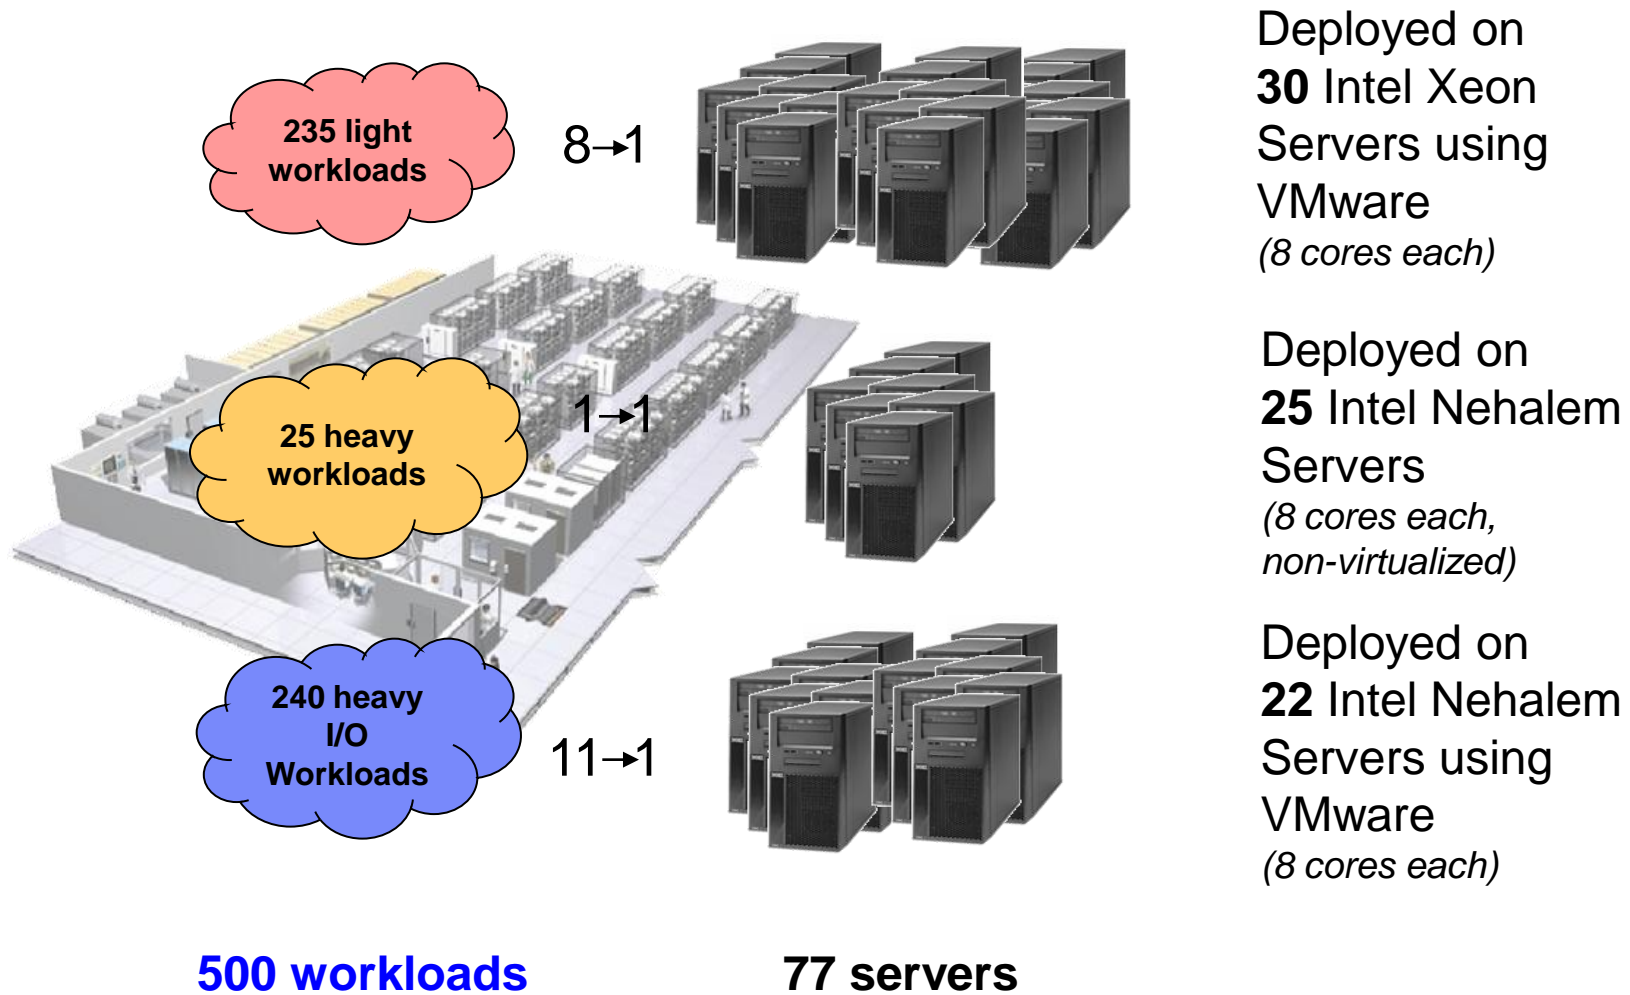 235 light
workloads
8→1
Deployed on
30 Intel Xeon
Servers using
VMware
(8 cores each)
25 heavy
workloads
1→1
Deployed on
25 Intel Nehalem
Servers
(8 cores each,
non-virtualized)
240 heavy
I/O
Workloads
11→1
Deployed on
22 Intel Nehalem
Servers using
VMware
(8 cores each)
500 workloads
77 servers